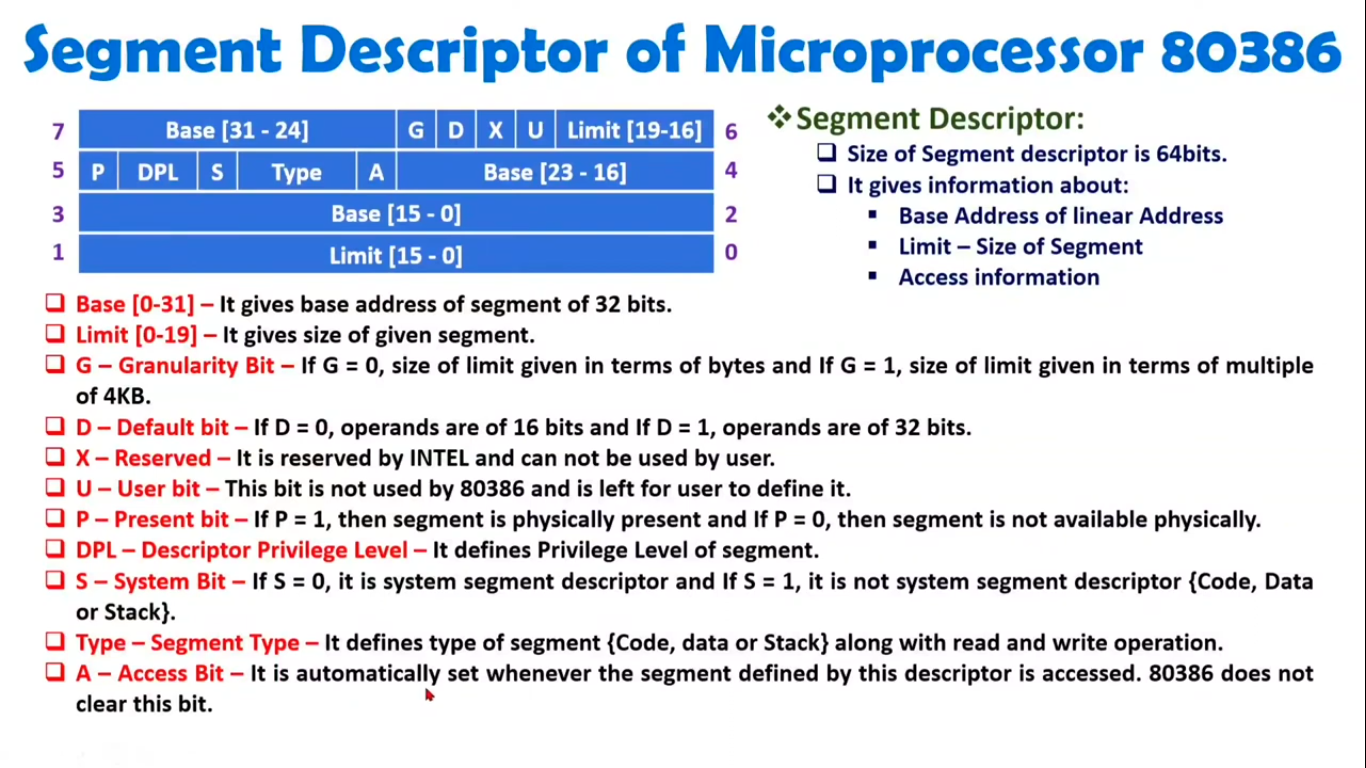 Segment Descriptor of Microprocessor 80386
7 Base [31 - 24] G D X U Limit [19-16] 6
5 P DPL S Type A Base [23 - 16] 4
3 Base [15 - 0] 2
1 Limit [15 - 0] 0
❖Segment Descriptor:
❑ Size of Segment descriptor is 64bits.
❑ It gives information about:
▪ Base Address of linear Address
▪ Limit – Size of Segment
▪ Access information
❑ Base [0-31] – It gives base address of segment of 32 bits.
❑ Limit [0-19] – It gives size of given segment.
❑ G – Granularity Bit – If G = 0, size of limit given in terms of bytes and If G = 1, size of limit given in terms of multiple
of 4KB.
❑ D – Default bit – If D = 0, operands are of 16 bits and If D = 1, operands are of 32 bits.
❑ X – Reserved – It is reserved by INTEL and can not be used by user.
❑ U – User bit – This bit is not used by 80386 and is left for user to define it.
❑ P – Present bit – If P = 1, then segment is physically present and If P = 0, then segment is not available physically.
❑ DPL – Descriptor Privilege Level – It defines Privilege Level of segment.
❑ S – System Bit – If S = 0, it is system segment descriptor and If S = 1, it is not system segment descriptor {Code, Data
or Stack}.
❑ Type – Segment Type – It defines type of segment {Code, data or Stack} along with read and write operation.
❑ A – Access Bit – It is automatically set whenever the segment defined by this descriptor is accessed. 80386 does not
clear this bit.